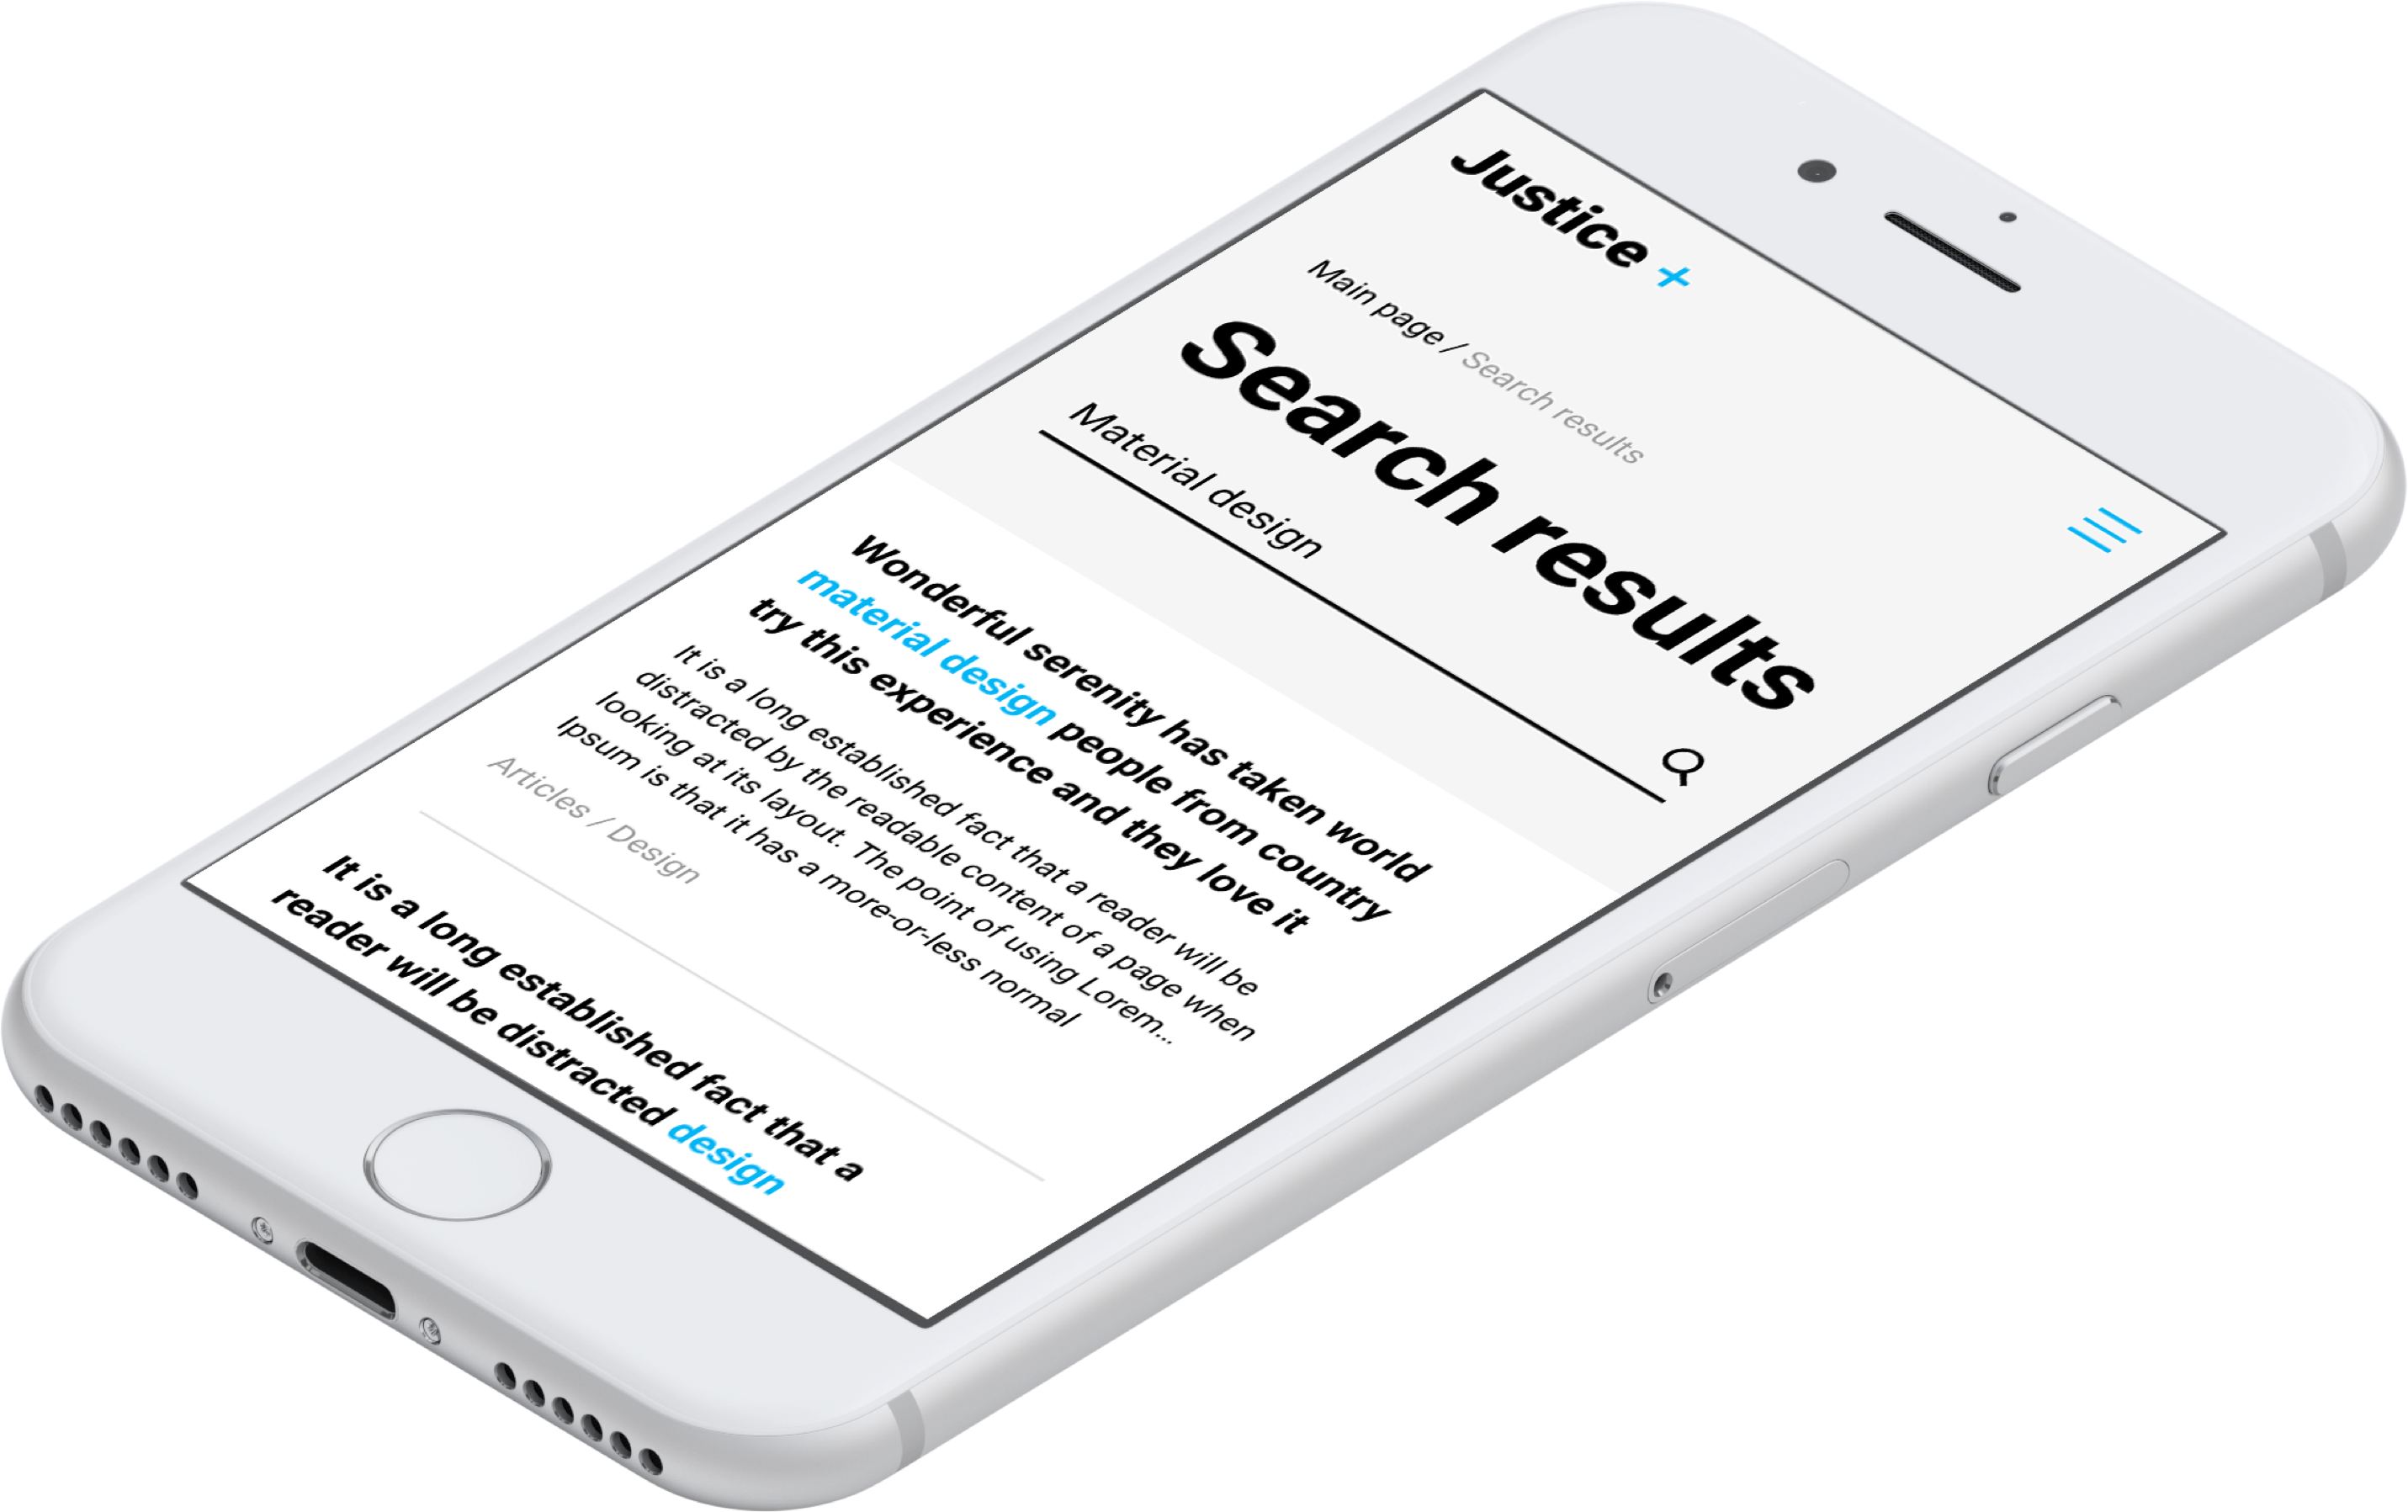 Justice +
Main page / Search results
Search results
Material design
Wonderful serenity has taken world
material design people from country
try this experience and they love it
It is a long established fact that a reader will be
distracted by the readable content of a page when
looking at its layout. The point of using Lorem...
Ipsum is that it has a more-or-less normal
Articles / Design
It is a long established fact that a
reader will be distracted design